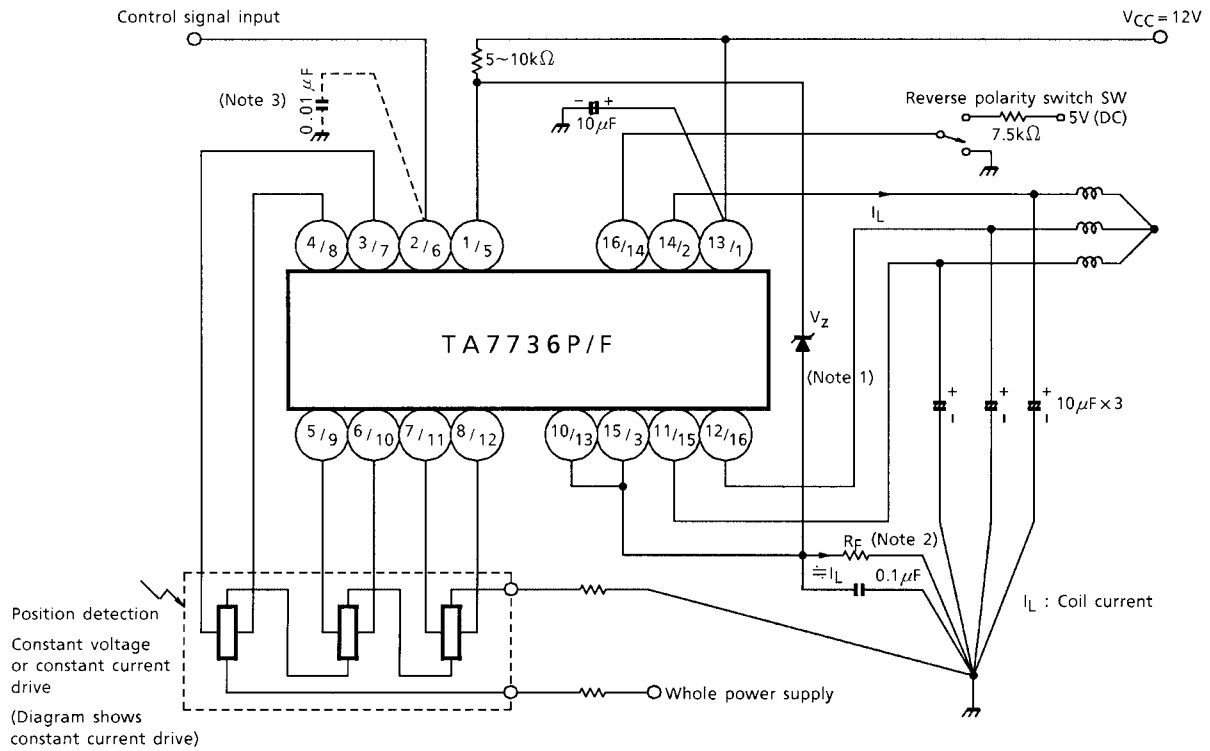 Control signal input
VCC = 12V
5~10kΩ
(Note 3)
0.01 μF
- +
10μF
Reverse polarity switch SW
5V (DC)
7.5kΩ
IL
4/8
3/7
2/6
1/5
16/14
14/2
13/1
TA7736P/F
VZ
(Note 1)
+
-
+
-
+
-
10μF×3
5/9
6/10
7/11
8/12
10/13
15/3
11/15
12/16
RF (Note 2)
≒IL
0.1μF
IL : Coil current
Position detection
Constant voltage
or constant current
drive
(Diagram shows
constant current drive)
Whole power supply